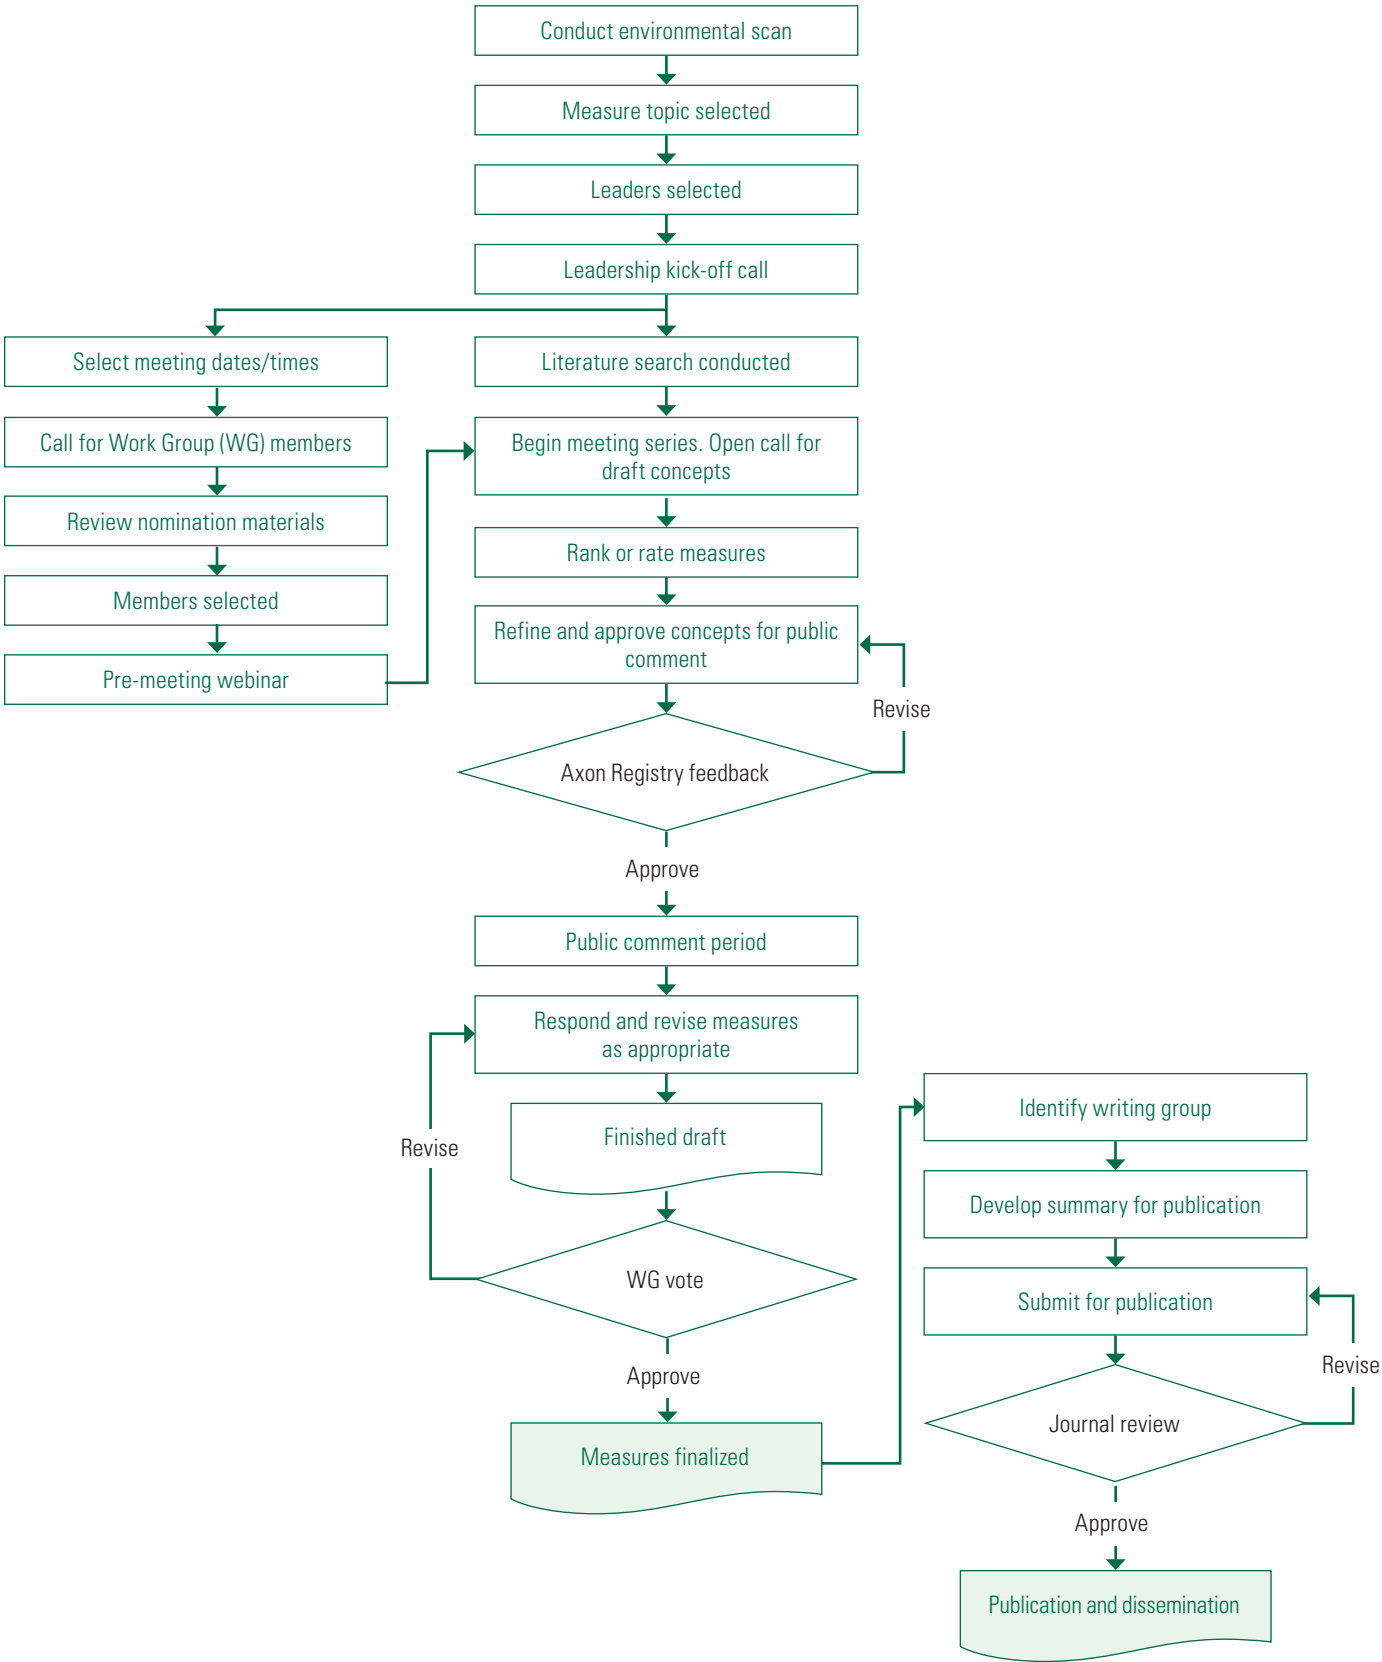 Conduct environmental scan
Measure topic selected
Leaders selected
Leadership kick-off call
Select meeting dates/times
Call for Work Group (WG) members
Review nomination materials
Members selected
Pre-meeting webinar
Literature search conducted
Begin meeting series. Open call for
draft concepts
Rank or rate measures
Refine and approve concepts for public
comment
Revise
Axon Registry feedback
Approve
Public comment period
Respond and revise measures
as appropriate
Finished draft
Revise
WG vote
Approve
Measures finalized
Identify writing group
Develop summary for publication
Submit for publication
Revise
Journal review
Approve
Publication and dissemination